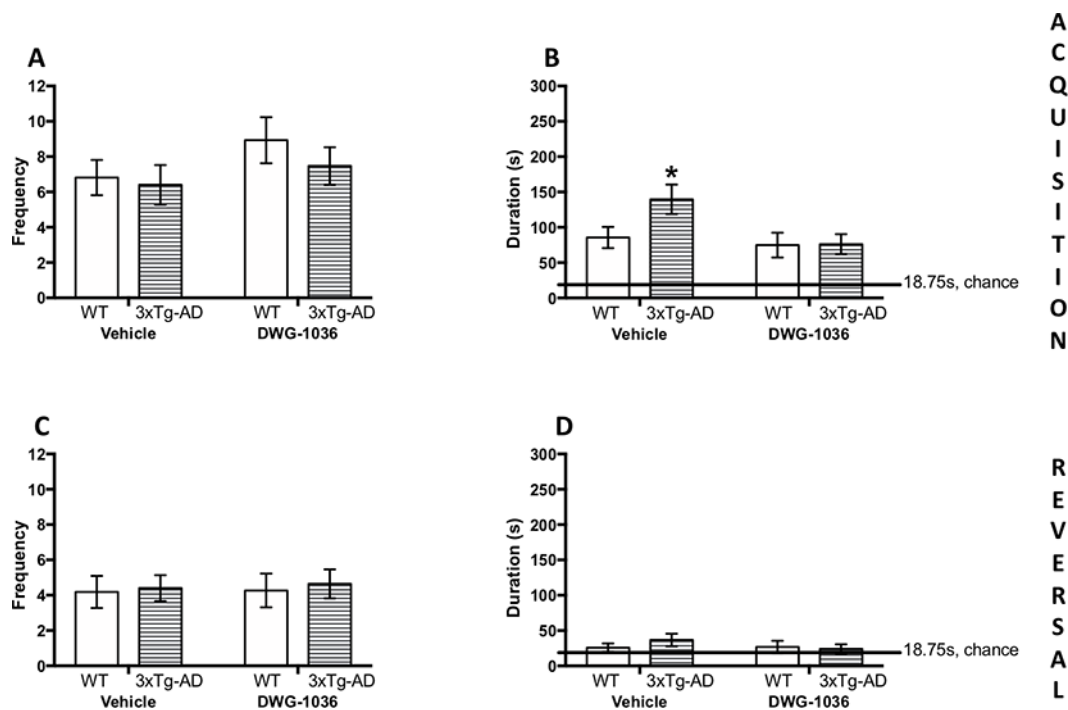 A
12
10
8
6
4
2
0
Frequency
WT 3xTg-AD WT 3xTg-AD
Vehicle DWG-1036
B
300
250
200
150
100
50
0
Duration (s)
*
18.75s, chance
WT 3xTg-AD WT 3xTg-AD
Vehicle DWG-1036
ACQUISITION
C
12
10
8
6
4
2
0
Frequency
WT 3xTg-AD WT 3xTg-AD
Vehicle DWG-1036
D
300
250
200
150
100
50
0
Duration (s)
18.75s, chance
WT 3xTg-AD WT 3xTg-AD
Vehicle DWG-1036
REVERSAL